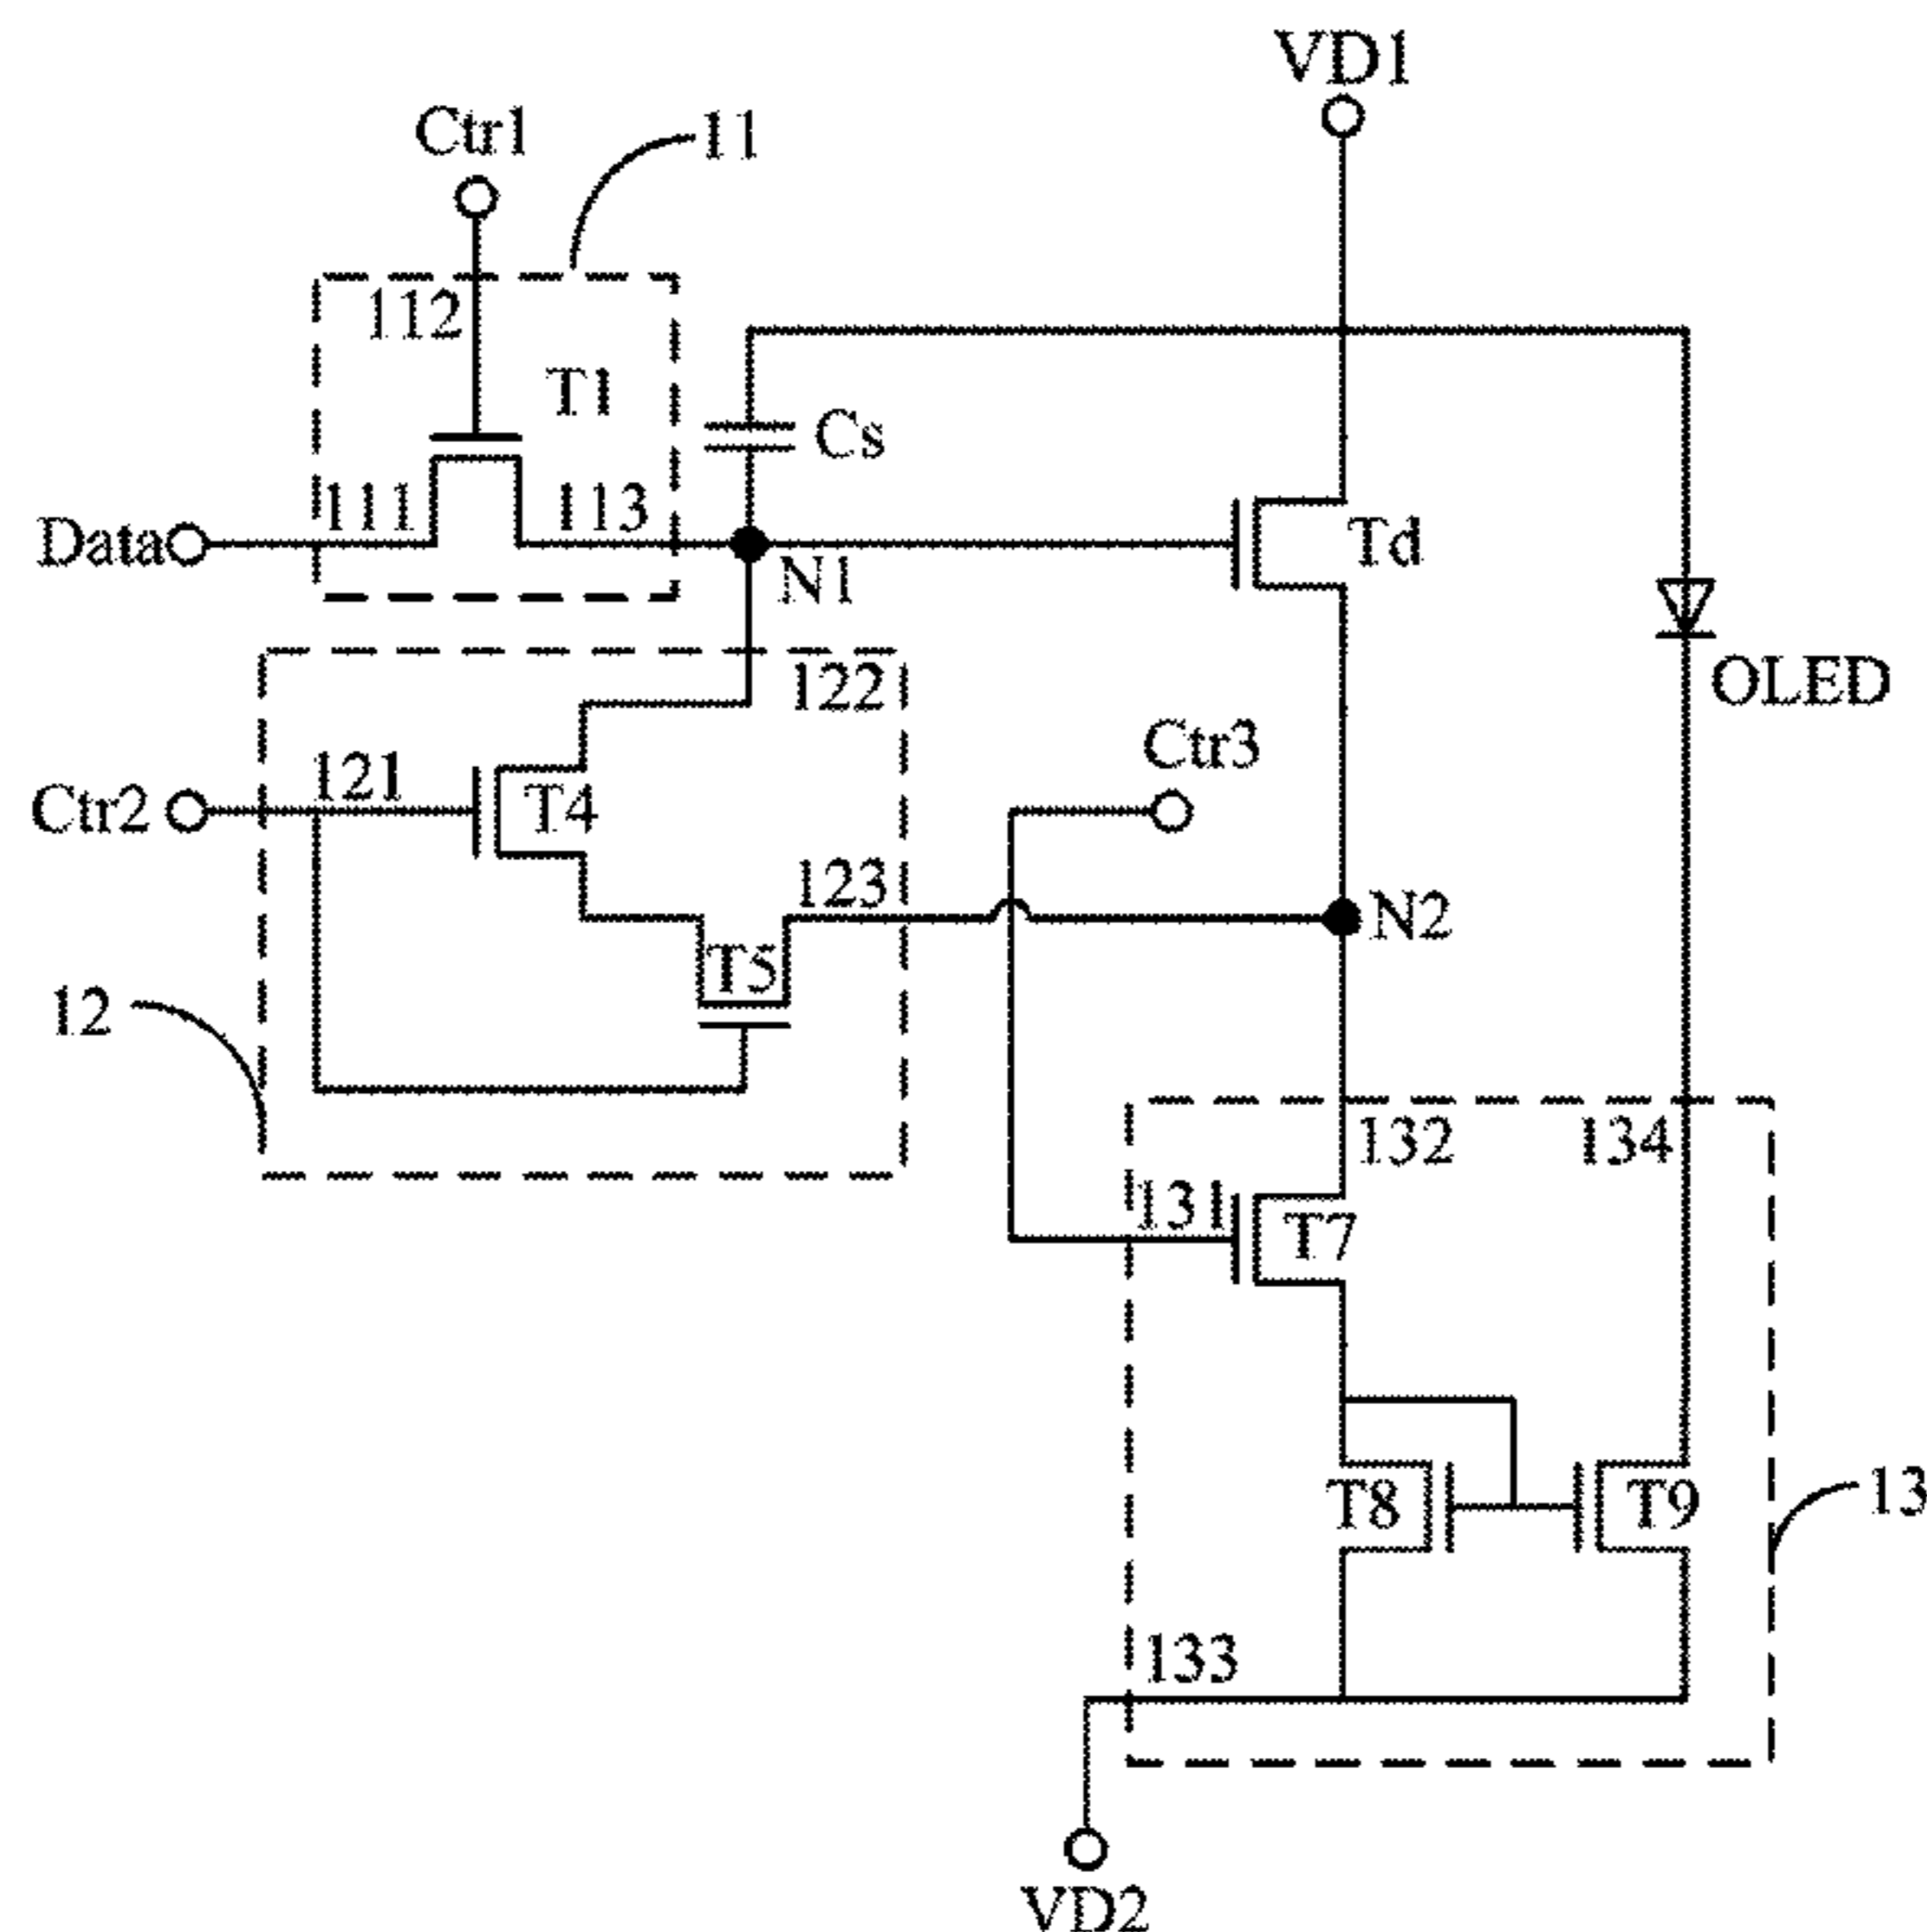 VD1
Ctr1
11
112
T1
Cs
111
113
Data
N1
Td
OLED
122
Ctr3
121
Ctr2
T4
123
N2
T5
12
132
134
131
T7
T8
T9
13
133
VD2